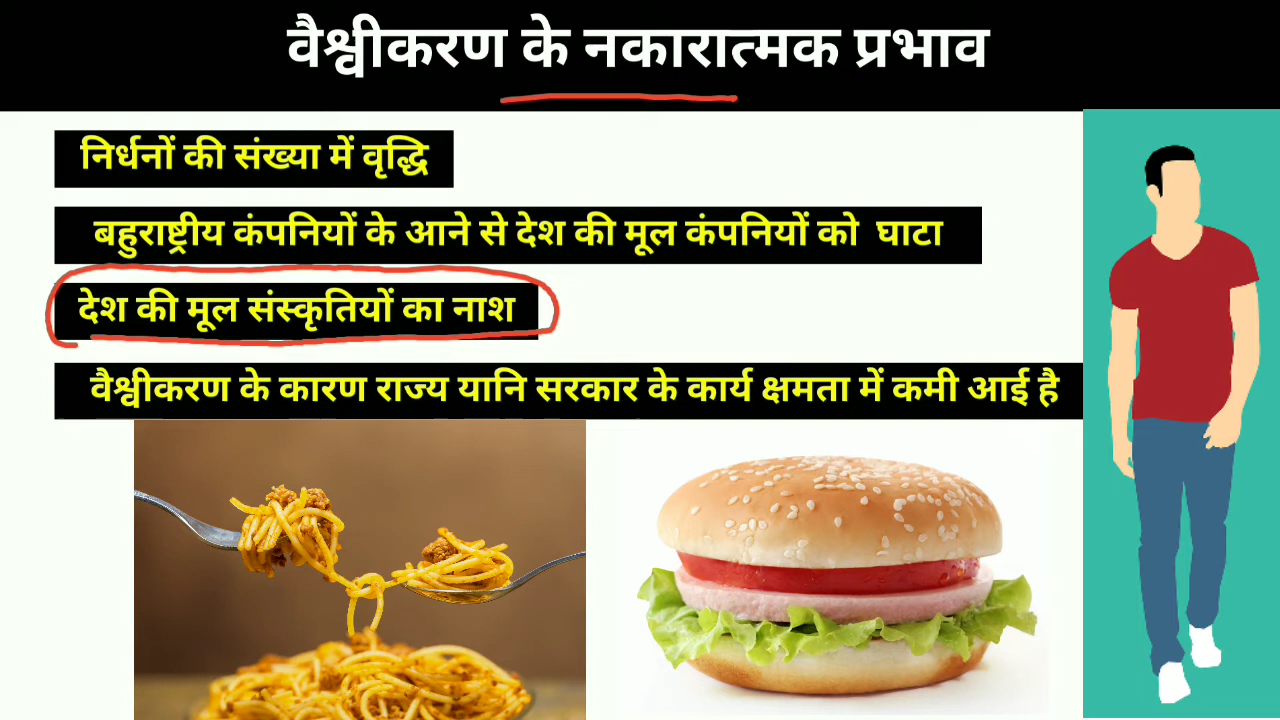 वैश्वीकरण के नकारात्मक प्रभाव
निर्धनों की संख्या में वृद्धि
बहुराष्ट्रीय कंपनियों के आने से देश की मूल कंपनियों को घाटा
देश की मूल संस्कृतियों का नाश
वैश्वीकरण के कारण राज्य यानि सरकार के कार्य क्षमता में कमी आई है